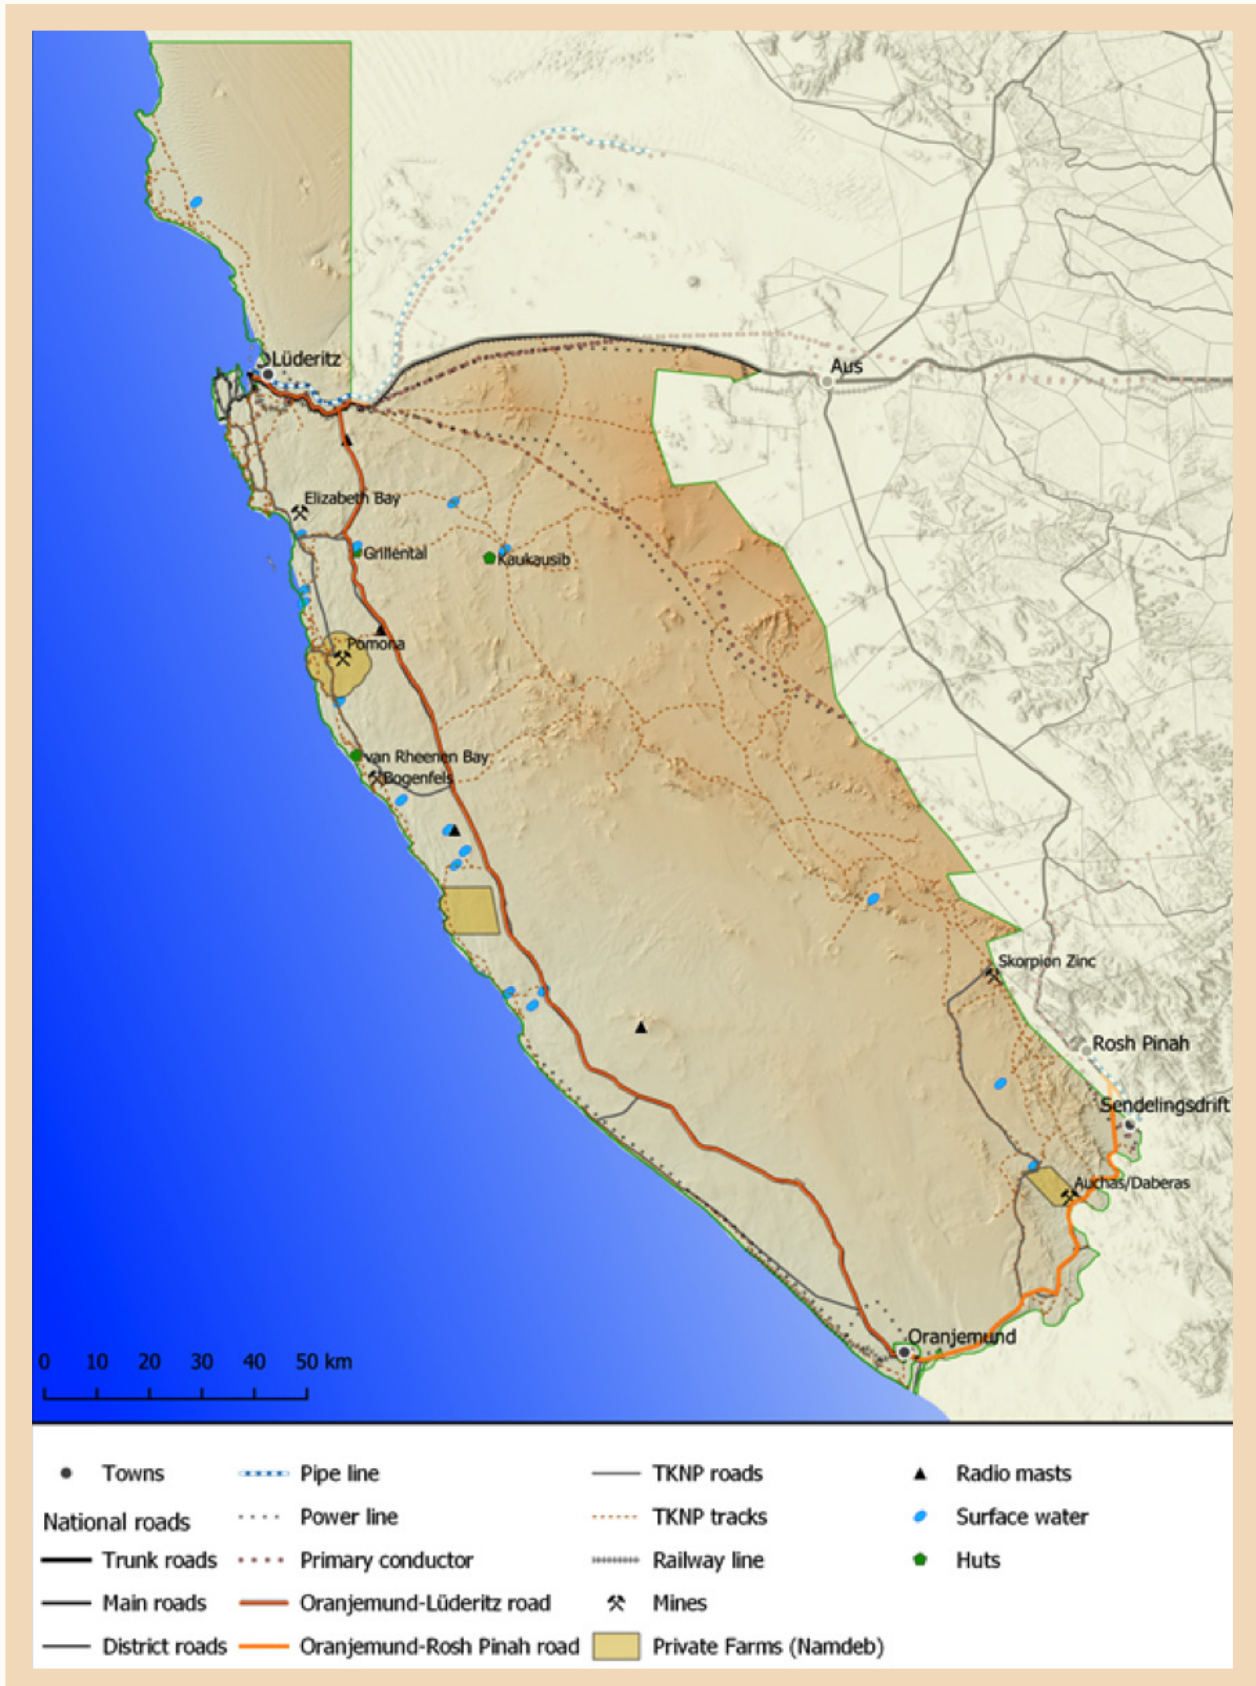 Lüderitz
Aus
Elizabeth Bay
Grillental
Kaukausib
Pomona
van Rheenen Bay
Bogenfels
Skorpion Zinc
Rosh Pinah
Sendelingsdrift
Auchas/Daberas
Oranjemund
0 10 20 30 40 50 km
Towns
Pipe line
TKNP roads
Radio masts
National roads
Power line
TKNP tracks
Surface water
Trunk roads
Primary conductor
Railway line
Huts
Main roads
Oranjemund-Lüderitz road
Mines
District roads
Oranjemund-Rosh Pinah road
Private Farms (Namdeb)